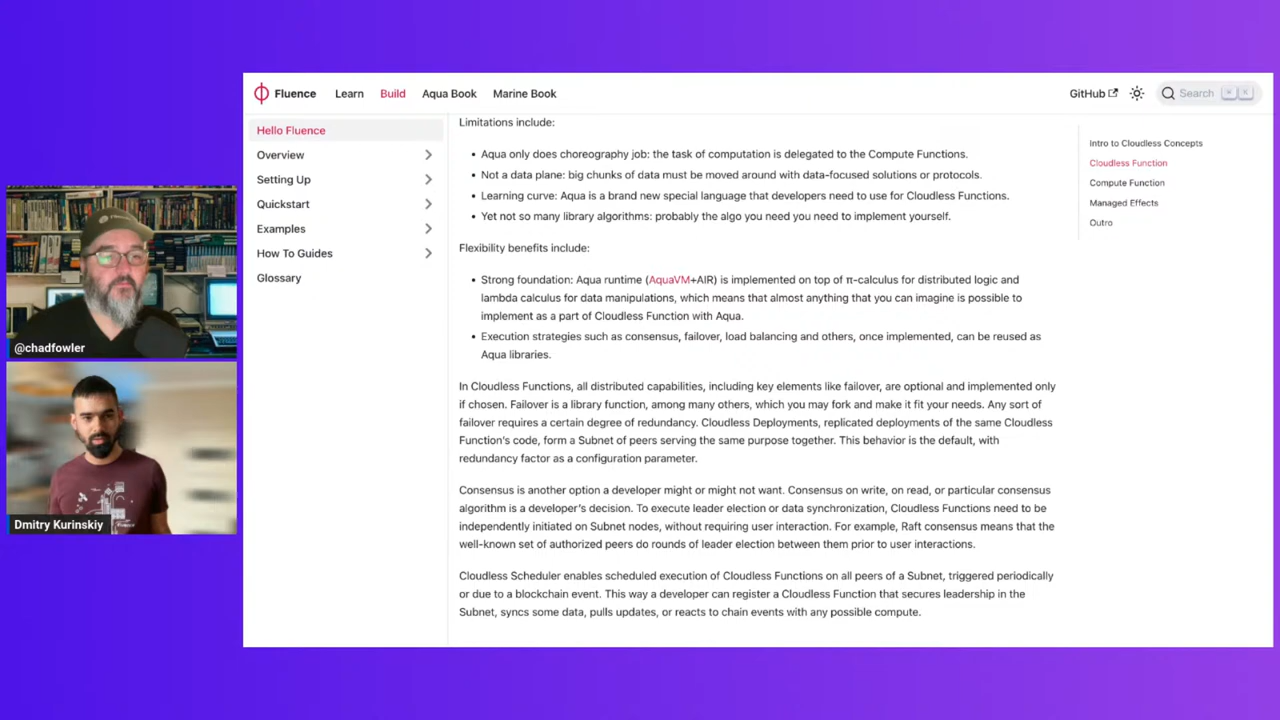 Fluence Learn Build Aqua Book Marine Book GitHub Search ⌘ K
Hello Fluence
Overview
Setting Up
Quickstart
Examples
How To Guides
Glossary
Limitations include:
• Aqua only does choreography job: the task of computation is delegated to the Compute Functions.
• Not a data plane: big chunks of data must be moved around with data-focused solutions or protocols.
• Learning curve: Aqua is a brand new special language that developers need to use for Cloudless Functions.
• Yet not so many library algorithms: probably the algo you need you need to implement yourself.
Flexibility benefits include:
• Strong foundation: Aqua runtime (AquaVM+AIR) is implemented on top of π-calculus for distributed logic and
lambda calculus for data manipulations, which means that almost anything that you can imagine is possible to
implement as a part of Cloudless Function with Aqua.
• Execution strategies such as consensus, failover, load balancing and others, once implemented, can be reused as
Aqua libraries.
In Cloudless Functions, all distributed capabilities, including key elements like failover, are optional and implemented only
if chosen. Failover is a library function, among many others, which you may fork and make it fit your needs. Any sort of
failover requires a certain degree of redundancy. Cloudless Deployments, replicated deployments of the same Cloudless
Function's code, form a Subnet of peers serving the same purpose together. This behavior is the default, with
redundancy factor as a configuration parameter.
Consensus is another option a developer might or might not want. Consensus on write, on read, or particular consensus
algorithm is a developer's decision. To execute leader election or data synchronization, Cloudless Functions need to be
independently initiated on Subnet nodes, without requiring user interaction. For example, Raft consensus means that the
well-known set of authorized peers do rounds of leader election between them prior to user interactions.
Cloudless Scheduler enables scheduled execution of Cloudless Functions on all peers of a Subnet, triggered periodically
or due to a blockchain event. This way a developer can register a Cloudless Function that secures leadership in the
Subnet, syncs some data, pulls updates, or reacts to chain events with any possible compute.
Intro to Cloudless Concepts
Cloudless Function
Compute Function
Managed Effects
Outro
@chadfowler
Dmitry Kurinskiy